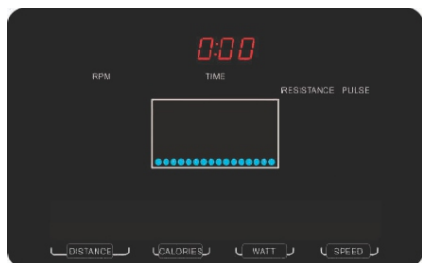 0:00
RPM TIME
RESISTANCE PULSE
DISTANCE CALORIES WATT SPEED